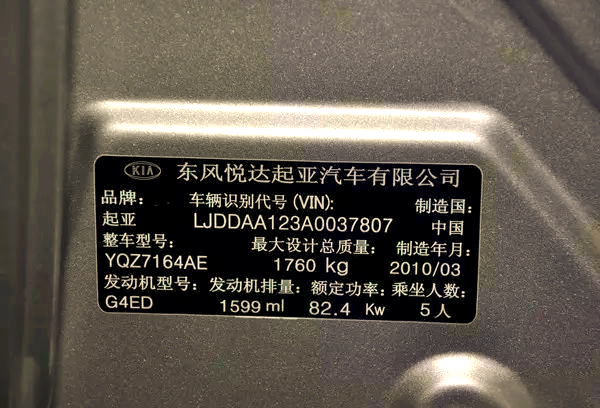 KIA 东风悦达起亚汽车有限公司
品牌: 车辆识别代号(VIN): 制造国:
起亚 LJDDAA123A0037807 中国
整车型号: 最大设计总质量: 制造年月:
YQZ7164AE 1760 kg 2010/03
发动机型号: 发动机排量: 额定功率: 乘坐人数:
G4ED 1599 ml 82.4 Kw 5人